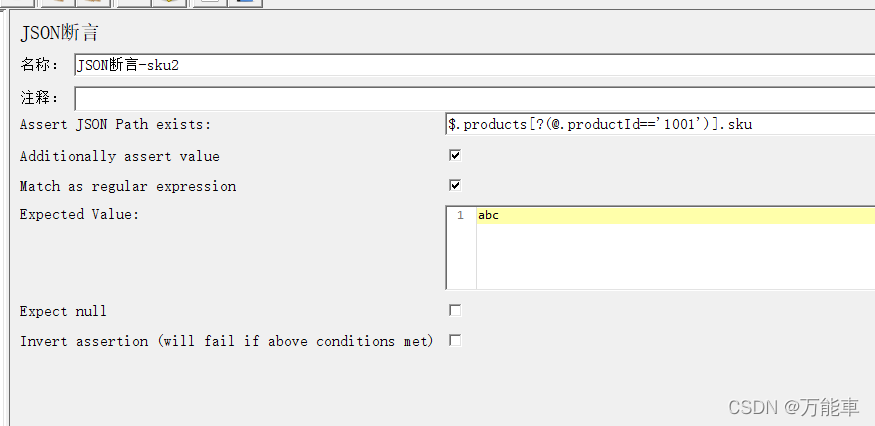 JSON断言
名称: JSON断言-sku2
注释:
Assert JSON Path exists: $.products[?(@.productId=='1001')].sku
Additionally assert value
Match as regular expression
Expected Value: 1 abc
Expect null
Invert assertion (will fail if above conditions met)
CSDN @万能車